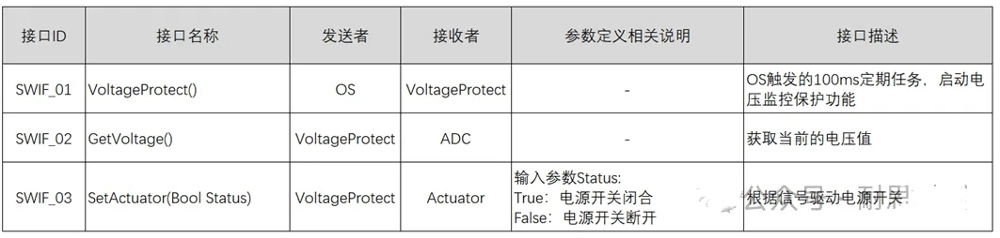 接口ID 接口名称 发送者 接收者 参数定义相关说明 接口描述
SWIF_01 VoltageProtect() OS VoltageProtect - OS触发的100ms定期任务，启动电
压监控保护功能
SWIF_02 GetVoltage() VoltageProtect ADC - 获取当前的电压值
SWIF_03 SetActuator(Bool Status) VoltageProtect Actuator 输入参数Status:
True：电源开关闭合
False：电源开关断开
根据信号驱动电源开关
公众号